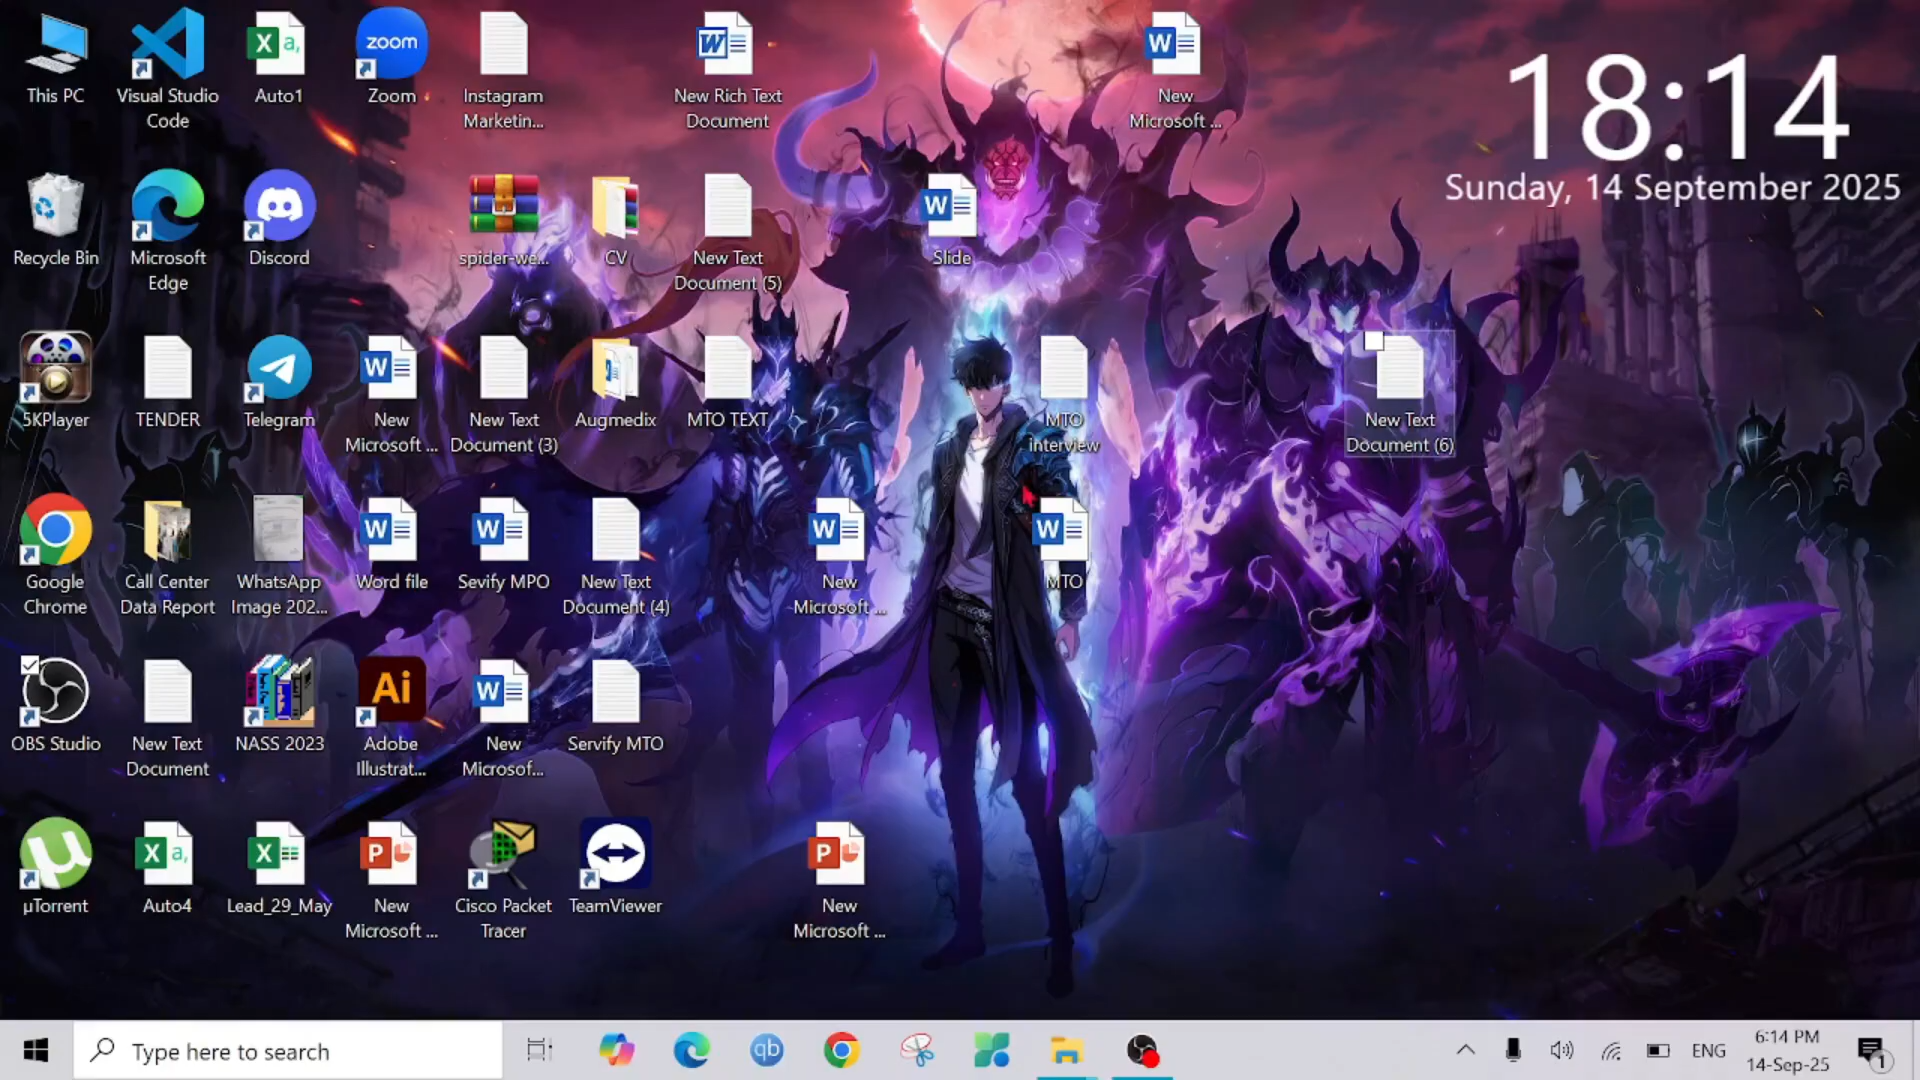 18:14
Sunday, 14 September 2025
This PC
Visual Studio
Code
Auto1
zoom
Zoom
Instagram
Marketin...
New Rich Text
Document
New
Microsoft ...
Recycle Bin
Microsoft
Edge
Discord
spider-we...
CV
New Text
Document (5)
Slide
5KPlayer
TENDER
Telegram
New
Microsoft ...
New Text
Document (3)
Augmedix
MTO TEXT
MTO
interview
New Text
Document (6)
Google
Chrome
Call Center
Data Report
WhatsApp
Image 202...
Word file
Sevify MPO
New Text
Document (4)
New
Microsoft ...
MTO
OBS Studio
New Text
Document
NASS 2023
Ai
Adobe
Illustrat...
New
Microsof...
Servify MTO
µTorrent
Auto4
Lead_29_May
New
Microsoft ...
Cisco Packet
Tracer
TeamViewer
New
Microsoft ...
Type here to search
qb
ENG
6:14 PM
14-Sep-25
1